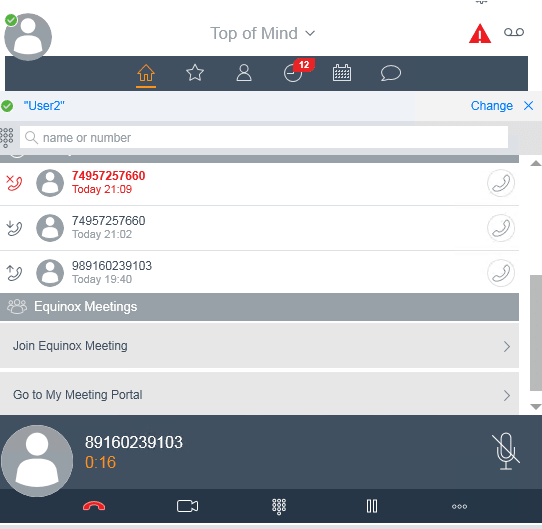 Top of Mind
12
"User2"
Change
name or number
74957257660
Today 21:09
74957257660
Today 21:02
989160239103
Today 19:40
Equinox Meetings
Join Equinox Meeting
Go to My Meeting Portal
89160239103
0:16